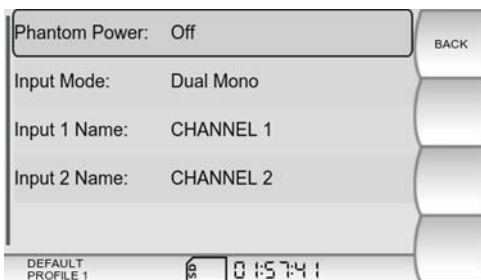 Phantom Power: Off
BACK
Input Mode: Dual Mono
Input 1 Name: CHANNEL 1
Input 2 Name: CHANNEL 2
DEFAULT
PROFILE 1
SD
01:57:41